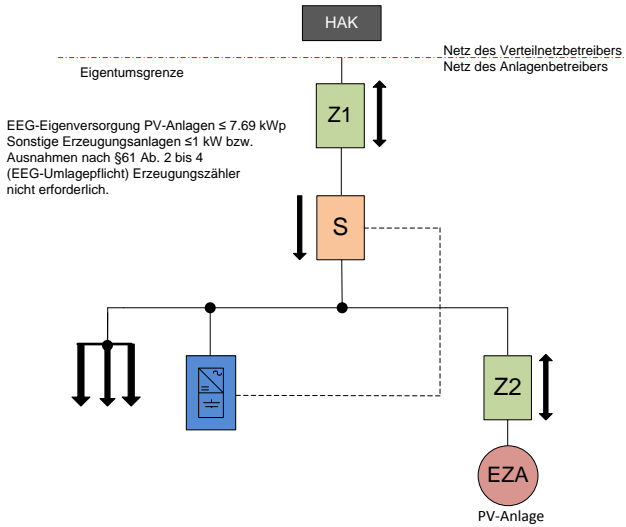 HAK
Netz des Verteilnetzbetreibers
Eigentumsgrenze
Netz des Anlagenbetreibers
Z1
EEG-Eigenversorgung PV-Anlagen ≤ 7.69 kWp
Sonstige Erzeugungsanlagen ≤1 kW bzw.
Ausnahmen nach §61 Ab. 2 bis 4
(EEG-Umlagepflicht) Erzeugungszähler
nicht erforderlich.
S
Z2
EZA
PV-Anlage